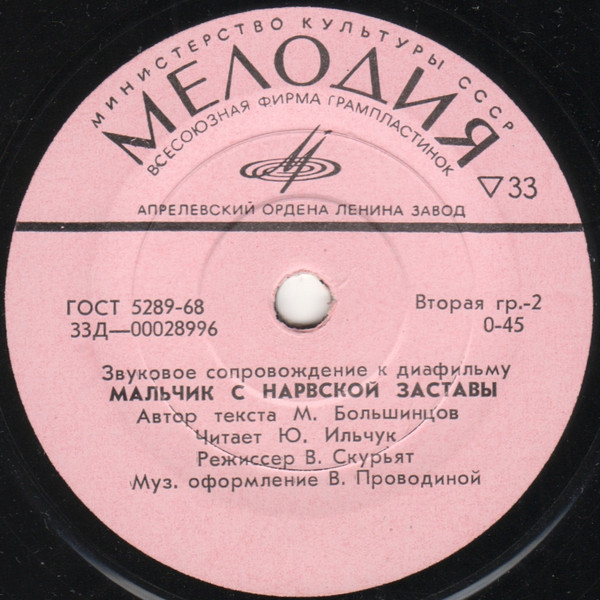 МИНИСТЕРСТВО КУЛЬТУРЫ СССР
МЕЛОДИЯ
ВСЕСОЮЗНАЯ ФИРМА ГРАМПЛАСТИНОК
33
АПРЕЛЕВСКИЙ ОРДЕНА ЛЕНИНА ЗАВОД
ГОСТ 5289-68
33Д—00028996
Вторая гр.-2
0-45
Звуковое сопровождение к диафильму
МАЛЬЧИК С НАРВСКОЙ ЗАСТАВЫ
Автор текста М. Большинцов
Читает Ю. Ильчук
Режиссер В. Скурьят
Муз. оформление В. Проводиной